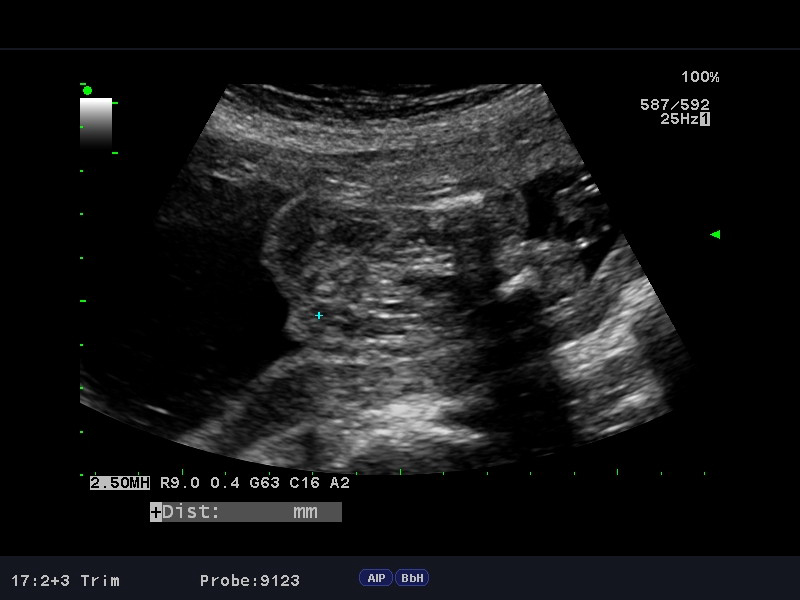 100%
587/592
25Hz1
2.50MH R9.0 0.4 G63 C16 A2
+Dist: mm
17:2+3 Trim Probe:9123 AIP BbH